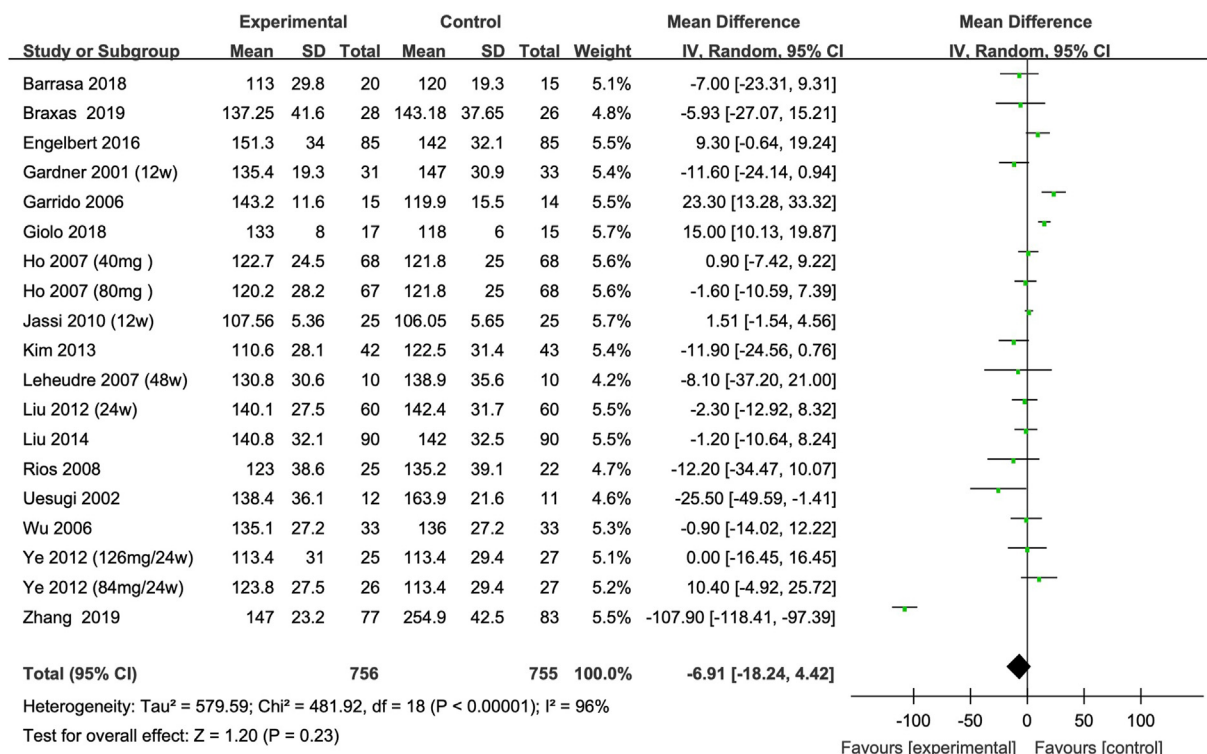 Experimental Control Mean Difference Mean Difference
Study or Subgroup Mean SD Total Mean SD Total Weight IV, Random, 95% CI IV, Random, 95% CI
Barrasa 2018 113 29.8 20 120 19.3 15 5.1% -7.00 [-23.31, 9.31]
Braxas 2019 137.25 41.6 28 143.18 37.65 26 4.8% -5.93 [-27.07, 15.21]
Engelbert 2016 151.3 34 85 142 32.1 85 5.5% 9.30 [-0.64, 19.24]
Gardner 2001 (12w) 135.4 19.3 31 147 30.9 33 5.4% -11.60 [-24.14, 0.94]
Garrido 2006 143.2 11.6 15 119.9 15.5 14 5.5% 23.30 [13.28, 33.32]
Giolo 2018 133 8 17 118 6 15 5.7% 15.00 [10.13, 19.87]
Ho 2007 (40mg ) 122.7 24.5 68 121.8 25 68 5.6% 0.90 [-7.42, 9.22]
Ho 2007 (80mg ) 120.2 28.2 67 121.8 25 68 5.6% -1.60 [-10.59, 7.39]
Jassi 2010 (12w) 107.56 5.36 25 106.05 5.65 25 5.7% 1.51 [-1.54, 4.56]
Kim 2013 110.6 28.1 42 122.5 31.4 43 5.4% -11.90 [-24.56, 0.76]
Leheudre 2007 (48w) 130.8 30.6 10 138.9 35.6 10 4.2% -8.10 [-37.20, 21.00]
Liu 2012 (24w) 140.1 27.5 60 142.4 31.7 60 5.5% -2.30 [-12.92, 8.32]
Liu 2014 140.8 32.1 90 142 32.5 90 5.5% -1.20 [-10.64, 8.24]
Rios 2008 123 38.6 25 135.2 39.1 22 4.7% -12.20 [-34.47, 10.07]
Uesugi 2002 138.4 36.1 12 163.9 21.6 11 4.6% -25.50 [-49.59, -1.41]
Wu 2006 135.1 27.2 33 136 27.2 33 5.3% -0.90 [-14.02, 12.22]
Ye 2012 (126mg/24w) 113.4 31 25 113.4 29.4 27 5.1% 0.00 [-16.45, 16.45]
Ye 2012 (84mg/24w) 123.8 27.5 26 113.4 29.4 27 5.2% 10.40 [-4.92, 25.72]
Zhang 2019 147 23.2 77 254.9 42.5 83 5.5% -107.90 [-118.41, -97.39]
Total (95% CI) 756 755 100.0% -6.91 [-18.24, 4.42]
Heterogeneity: Tau² = 579.59; Chi² = 481.92, df = 18 (P < 0.00001); I² = 96%
Test for overall effect: Z = 1.20 (P = 0.23)
-100 -50 0 50 100
Favours [experimental] Favours [control]